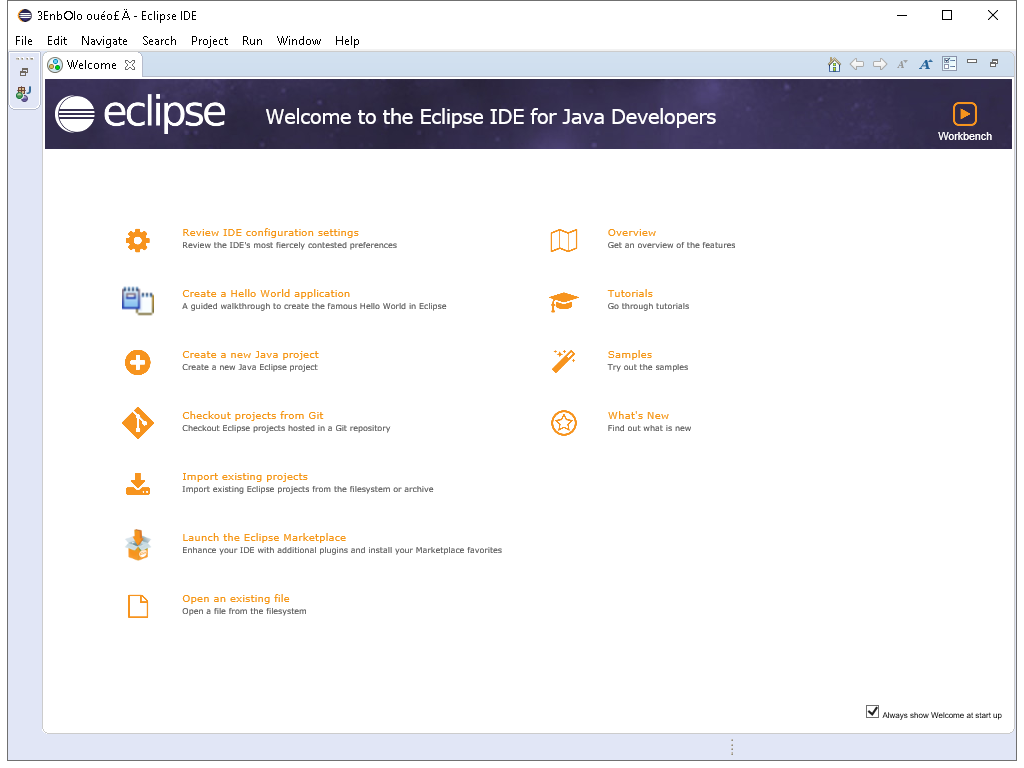 3EnbOlo ouéo£Ä - Eclipse IDE
File Edit Navigate Search Project Run Window Help
Welcome
eclipse Welcome to the Eclipse IDE for Java Developers
Workbench
Review IDE configuration settings
Review the IDE's most fiercely contested preferences
Create a Hello World application
A guided walkthrough to create the famous Hello World in Eclipse
Create a new Java project
Create a new Java Eclipse project
Checkout projects from Git
Checkout Eclipse projects hosted in a Git repository
Import existing projects
Import existing Eclipse projects from the filesystem or archive
Launch the Eclipse Marketplace
Enhance your IDE with additional plugins and install your Marketplace favorites
Open an existing file
Open a file from the filesystem
Overview
Get an overview of the features
Tutorials
Go through tutorials
Samples
Try out the samples
What's New
Find out what is new
Always show Welcome at start up